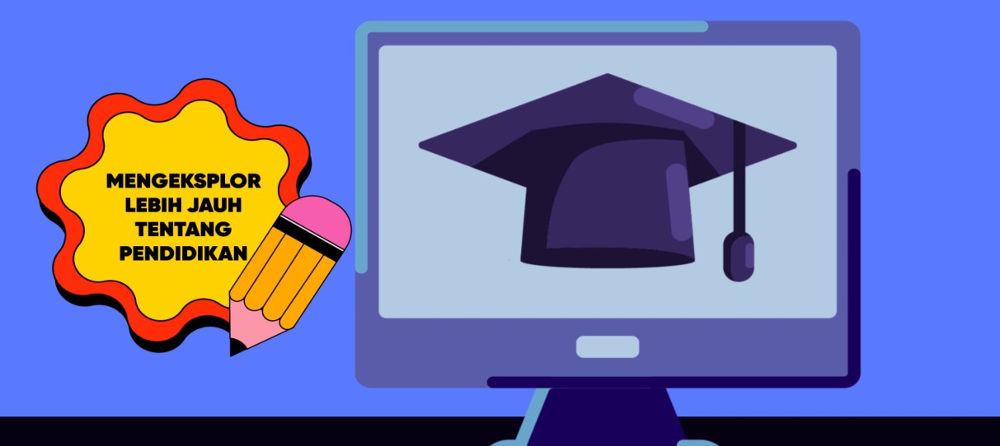 MENGEKSPLOR
LEBIH JAUH
TENTANG
PENDIDIKAN